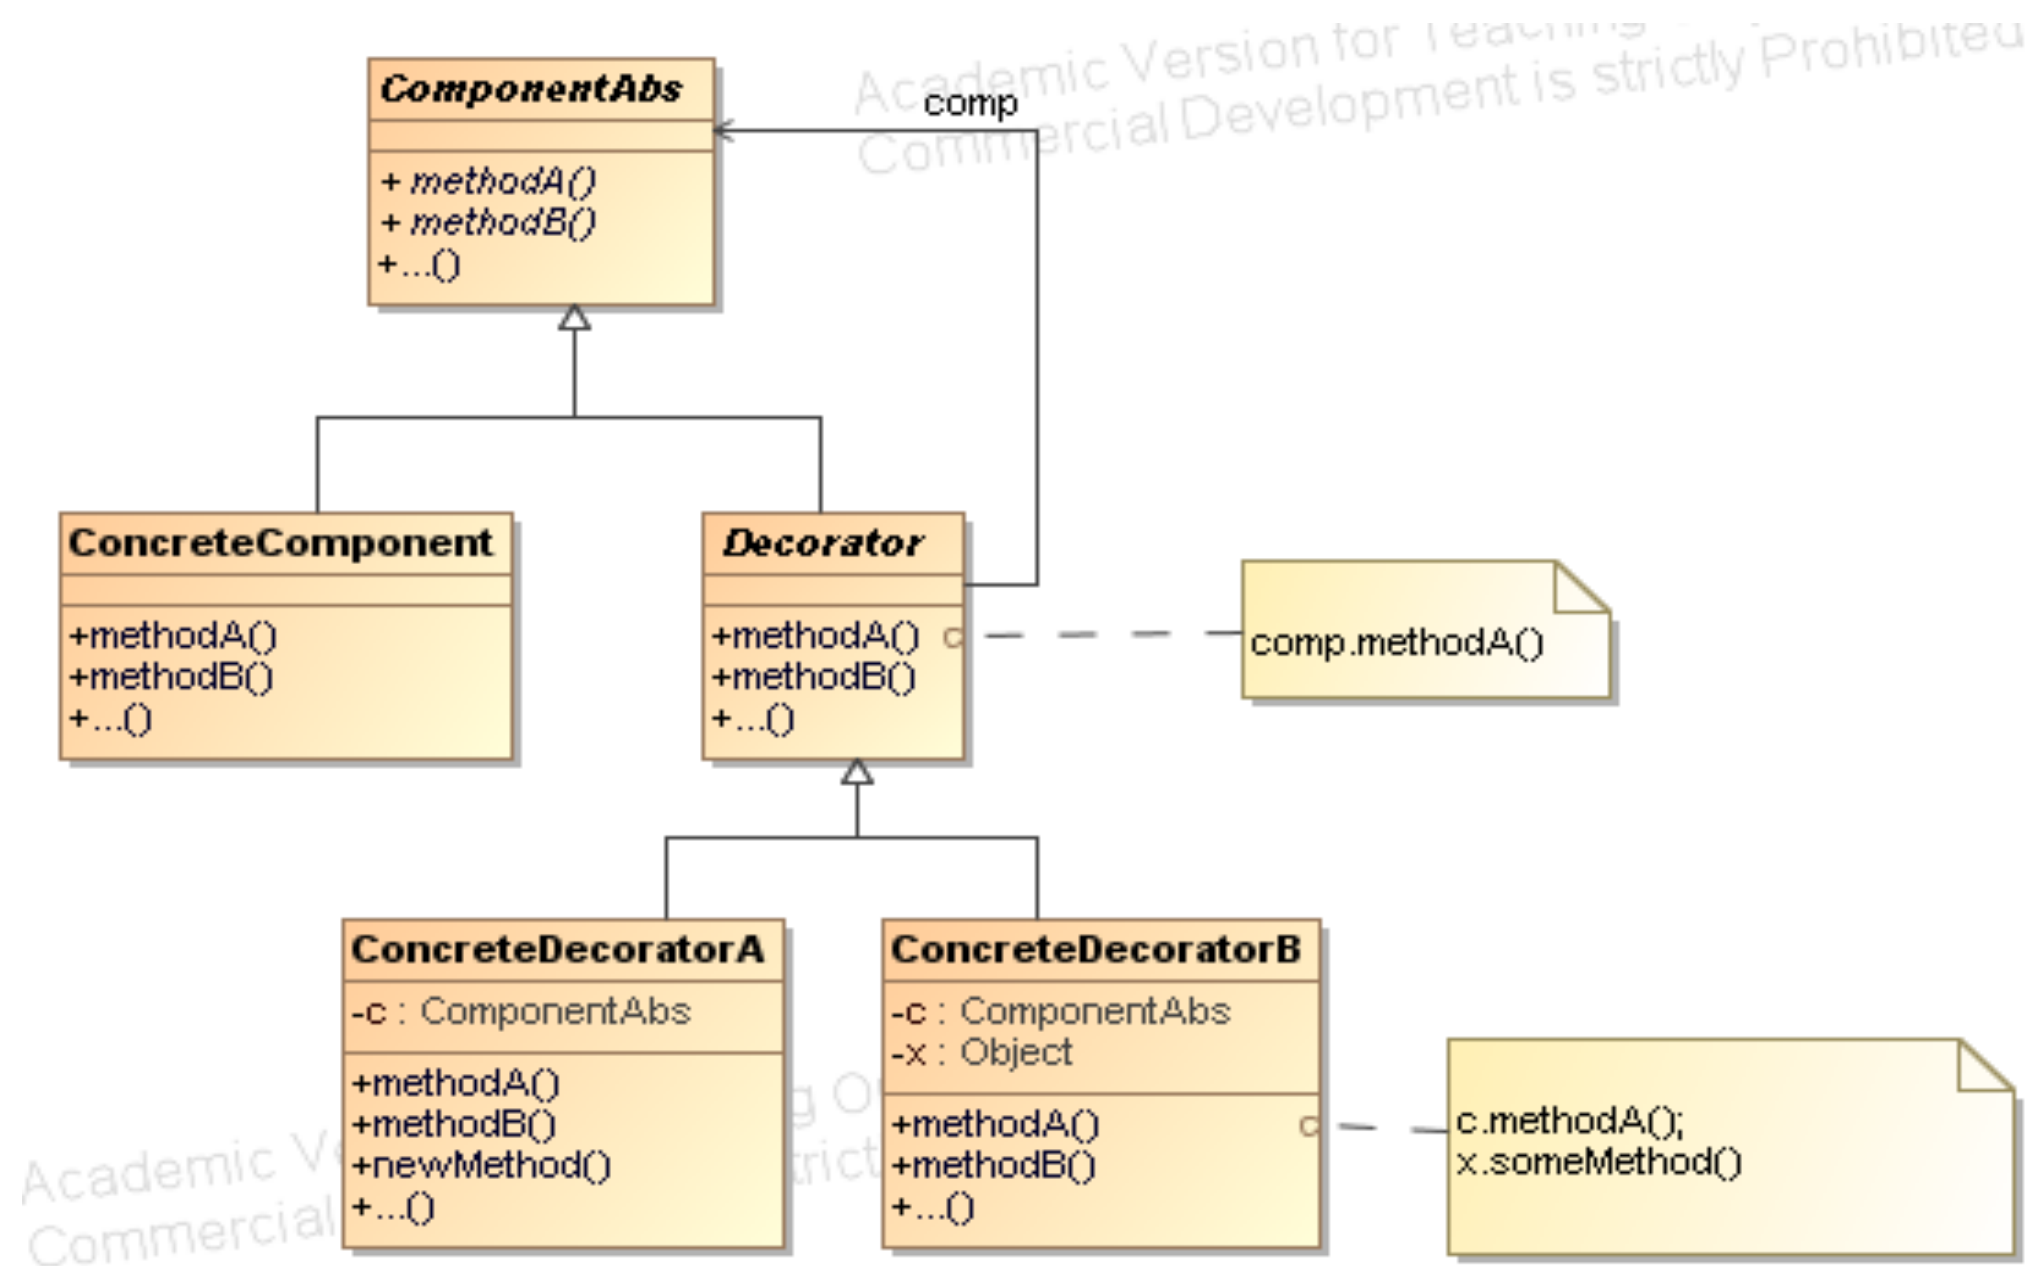 Academic Version for Teaching
Commercial Development is strictly Prohibited
comp
ComponentAbs
+ methodA()
+ methodB()
+...()
ConcreteComponent
+methodA()
+methodB()
+...()
Decorator
+methodA()
+methodB()
+...()
comp.methodA()
ConcreteDecoratorA
-c : ComponentAbs
+methodA()
+methodB()
+newMethod()
+...()
ConcreteDecoratorB
-c : ComponentAbs
-x : Object
+methodA()
+methodB()
+...()
c.methodA();
x.someMethod()
Academic
Commercial